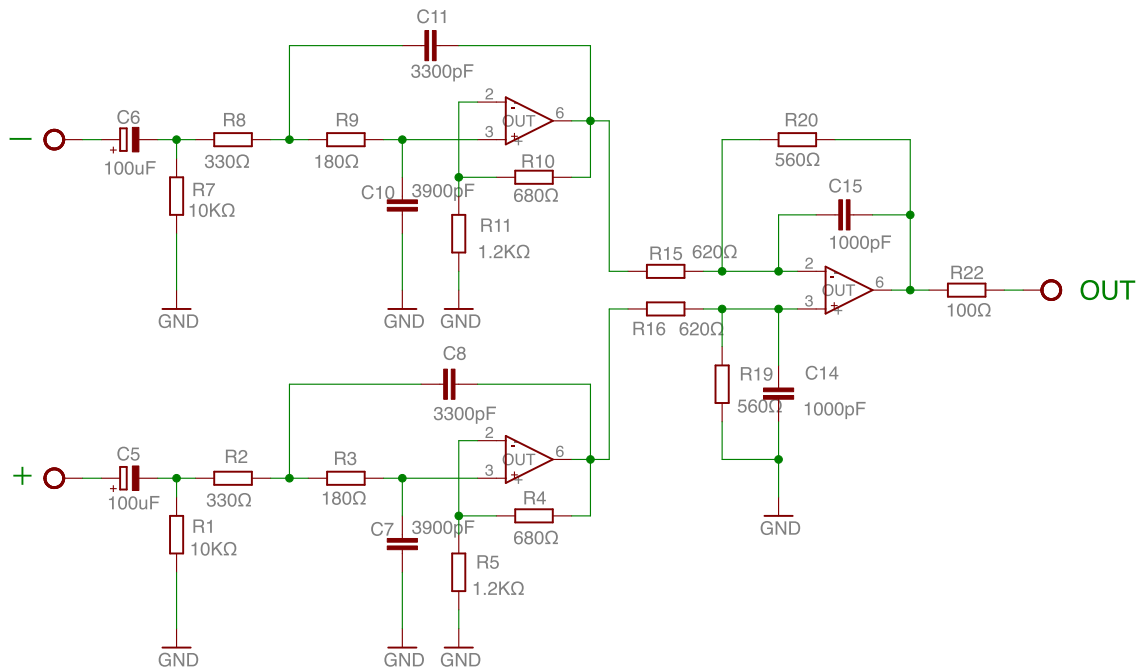 C11
3300pF
−
C6
+
100uF
R8
330Ω
R9
180Ω
2
3
-
+
OUT
6
R7
10KΩ
C10
3900pF
R10
680Ω
R11
1.2KΩ
GND
GND
GND
R20
560Ω
C15
1000pF
R15
620Ω
2
3
-
+
OUT
6
R22
100Ω
OUT
R16
620Ω
R19
560Ω
C14
1000pF
GND
C8
3300pF
+
C5
+
100uF
R2
330Ω
R3
180Ω
2
3
-
+
OUT
6
R1
10KΩ
C7
3900pF
R4
680Ω
R5
1.2KΩ
GND
GND
GND